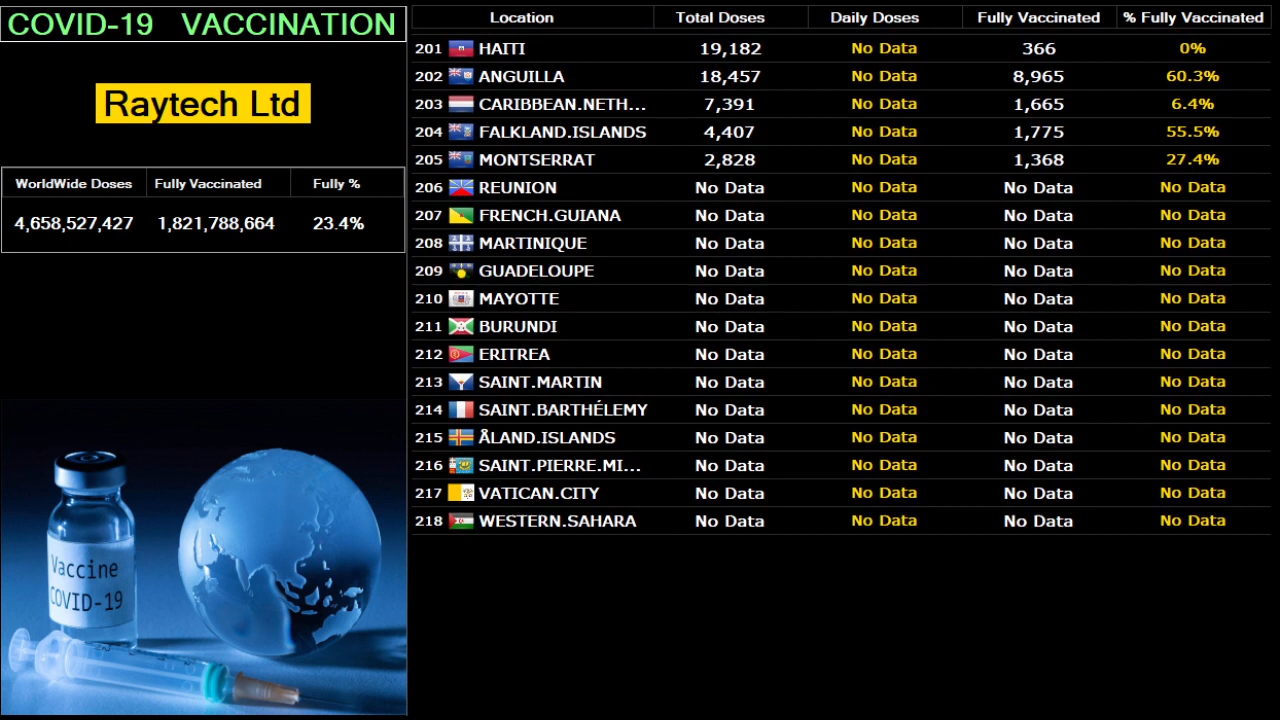 COVID-19 VACCINATION
Raytech Ltd
WorldWide Doses Fully Vaccinated Fully %
4,658,527,427 1,821,788,664 23.4%
Vaccine
COVID-19
Location Total Doses Daily Doses Fully Vaccinated % Fully Vaccinated
201 HAITI 19,182 No Data 366 0%
202 ANGUILLA 18,457 No Data 8,965 60.3%
203 CARIBBEAN.NETH... 7,391 No Data 1,665 6.4%
204 FALKLAND.ISLANDS 4,407 No Data 1,775 55.5%
205 MONTSERRAT 2,828 No Data 1,368 27.4%
206 REUNION No Data No Data No Data No Data
207 FRENCH.GUIANA No Data No Data No Data No Data
208 MARTINIQUE No Data No Data No Data No Data
209 GUADELOUPE No Data No Data No Data No Data
210 MAYOTTE No Data No Data No Data No Data
211 BURUNDI No Data No Data No Data No Data
212 ERITREA No Data No Data No Data No Data
213 SAINT.MARTIN No Data No Data No Data No Data
214 SAINT.BARTHÉLEMY No Data No Data No Data No Data
215 ÅLAND.ISLANDS No Data No Data No Data No Data
216 SAINT.PIERRE.MI... No Data No Data No Data No Data
217 VATICAN.CITY No Data No Data No Data No Data
218 WESTERN.SAHARA No Data No Data No Data No Data